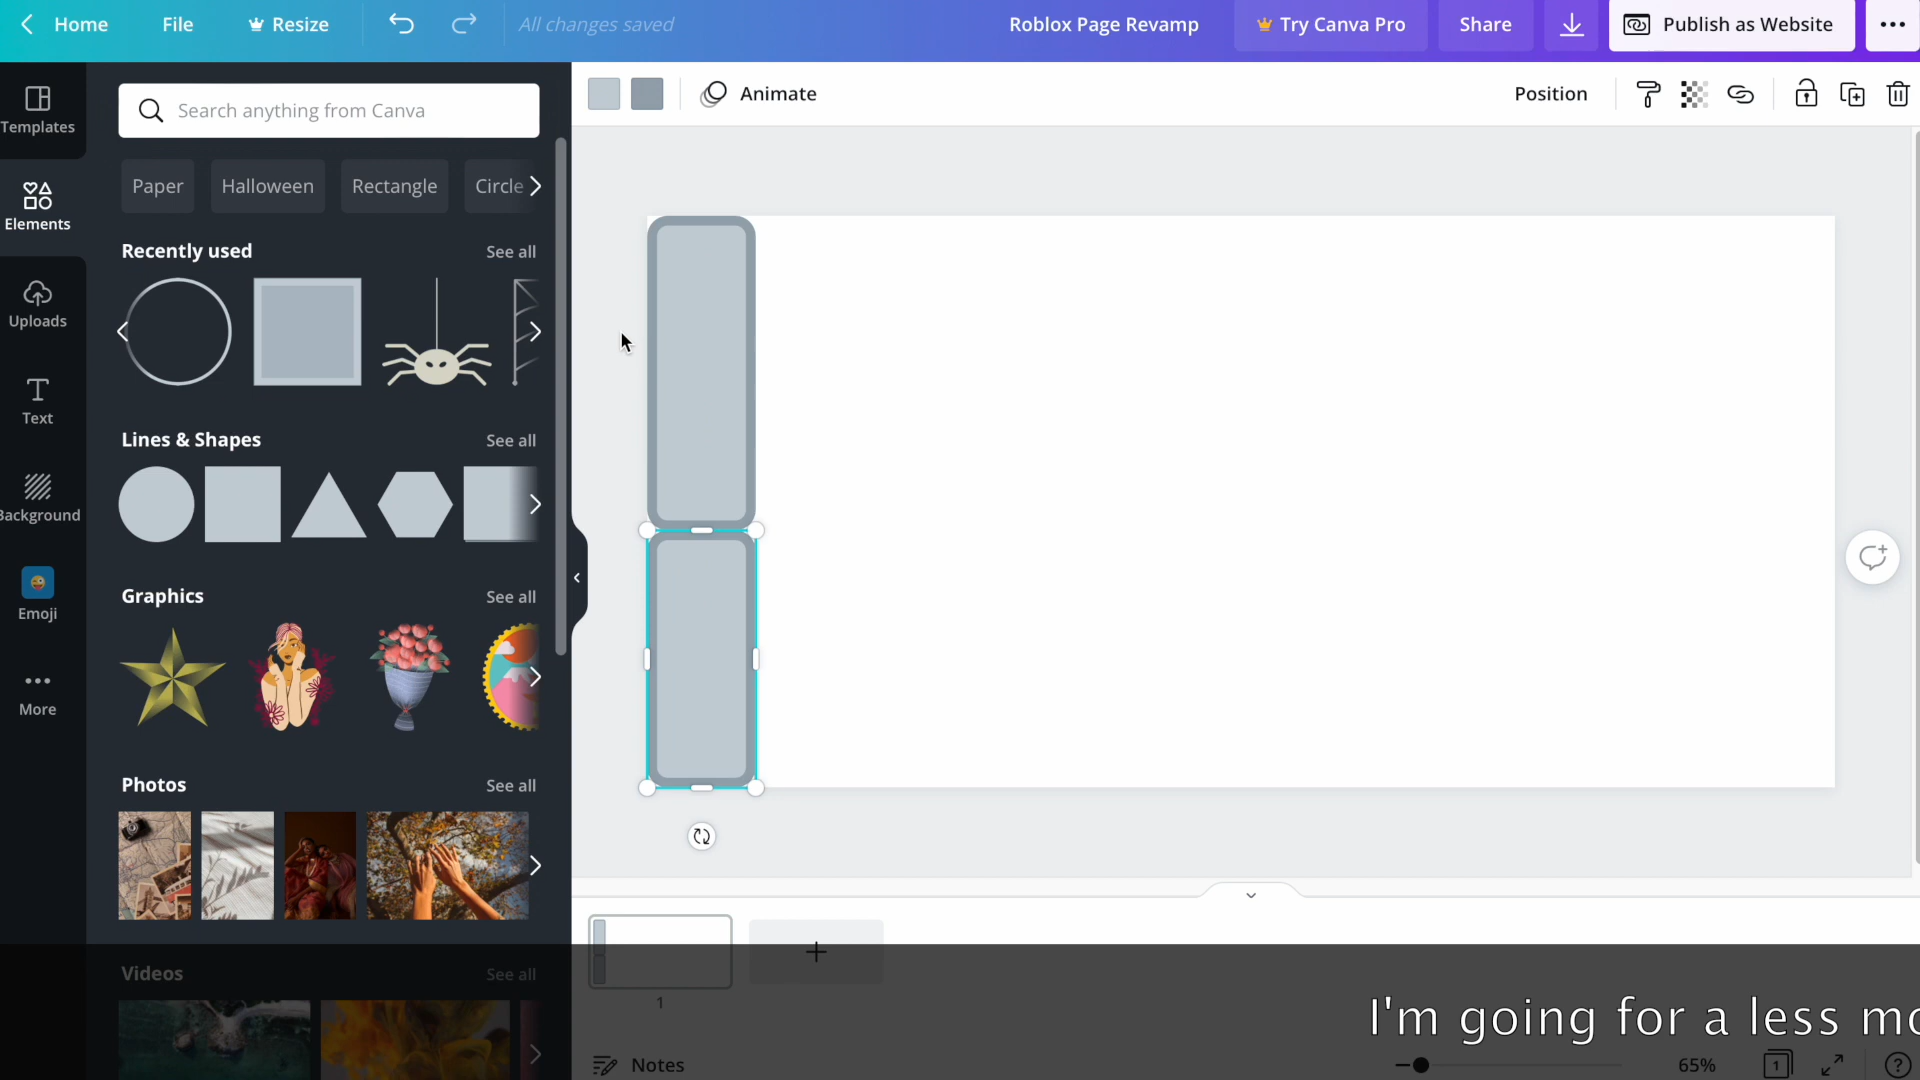 Home
File
Resize
All changes saved
Roblox Page Revamp
Try Canva Pro
Share
Publish as Website
Templates
Elements
Uploads
Text
Background
Emoji
More
Search anything from Canva
Paper
Halloween
Rectangle
Circle
Recently used
See all
Lines & Shapes
See all
Graphics
See all
Photos
See all
Videos
See all
Animate
Position
1
Notes
65%
1
I'm going for a less mo